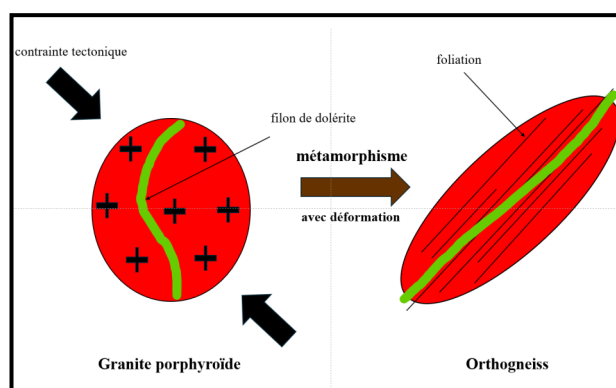 contrainte tectonique
foliation
filon de dolérite
métamorphisme
avec déformation
Granite porphyroïde
Orthogneiss